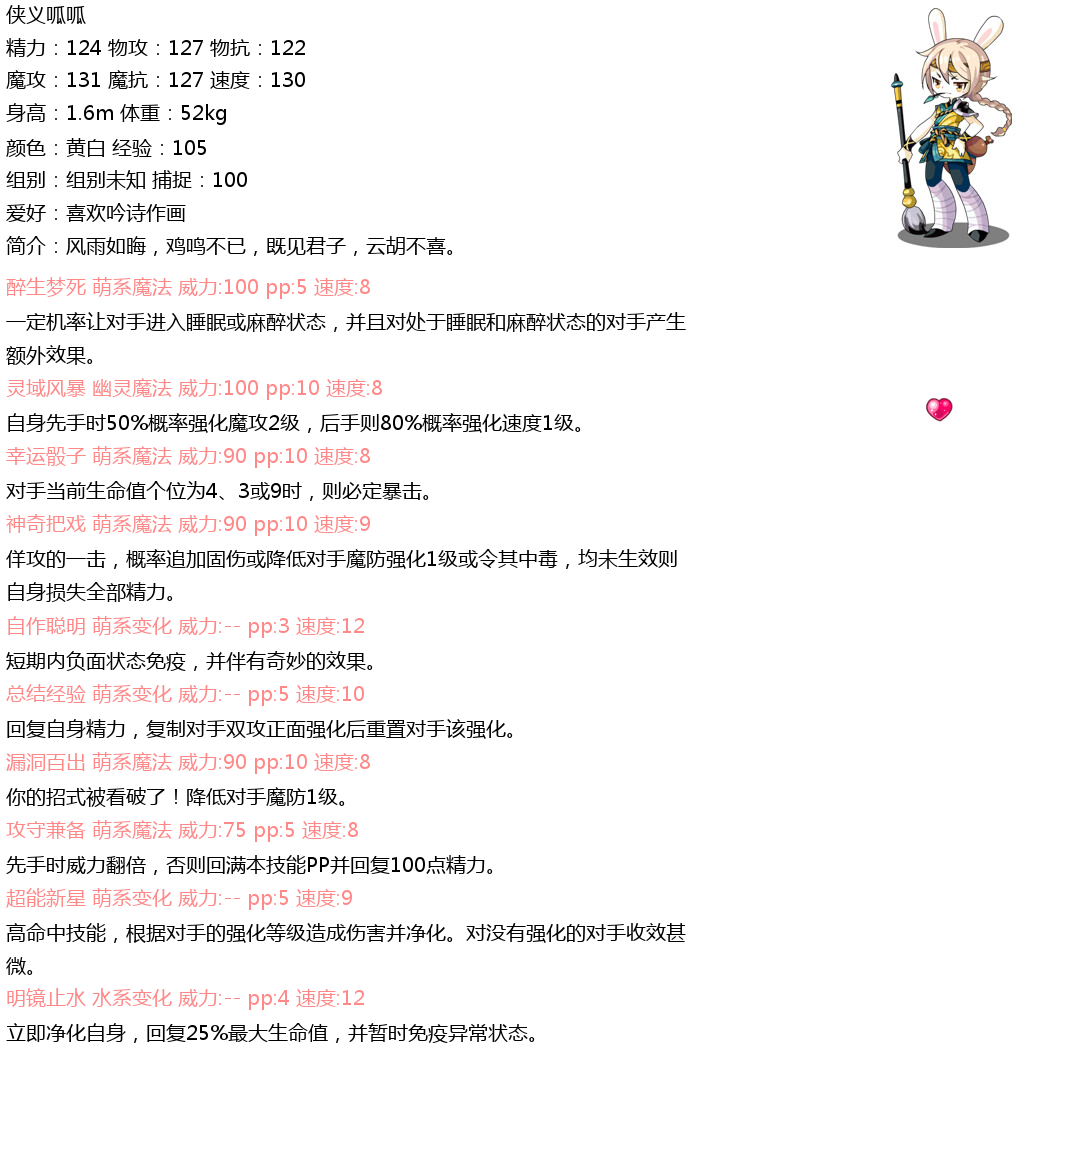 侠义呱呱
精力：124 物攻：127 物抗：122
魔攻：131 魔抗：127 速度：130
身高：1.6m 体重：52kg
颜色：黄白 经验：105
组别：组别未知 捕捉：100
爱好：喜欢吟诗作画
简介：风雨如晦，鸡鸣不已，既见君子，云胡不喜。
醉生梦死 萌系魔法 威力:100 pp:5 速度:8
一定机率让对手进入睡眠或麻醉状态，并且对处于睡眠和麻醉状态的对手产生
额外效果。
灵域风暴 幽灵魔法 威力:100 pp:10 速度:8
自身先手时50%概率强化魔攻2级，后手则80%概率强化速度1级。
幸运骰子 萌系魔法 威力:90 pp:10 速度:8
对手当前生命值个位为4、3或9时，则必定暴击。
神奇把戏 萌系魔法 威力:90 pp:10 速度:9
佯攻的一击，概率追加固伤或降低对手魔防强化1级或令其中毒，均未生效则
自身损失全部精力。
自作聪明 萌系变化 威力:-- pp:3 速度:12
短期内负面状态免疫，并伴有奇妙的效果。
总结经验 萌系变化 威力:-- pp:5 速度:10
回复自身精力，复制对手双攻正面强化后重置对手该强化。
漏洞百出 萌系魔法 威力:90 pp:10 速度:8
你的招式被看破了！降低对手魔防1级。
攻守兼备 萌系魔法 威力:75 pp:5 速度:8
先手时威力翻倍，否则回满本技能PP并回复100点精力。
超能新星 萌系变化 威力:-- pp:5 速度:9
高命中技能，根据对手的强化等级造成伤害并净化。对没有强化的对手收效甚
微。
明镜止水 水系变化 威力:-- pp:4 速度:12
立即净化自身，回复25%最大生命值，并暂时免疫异常状态。